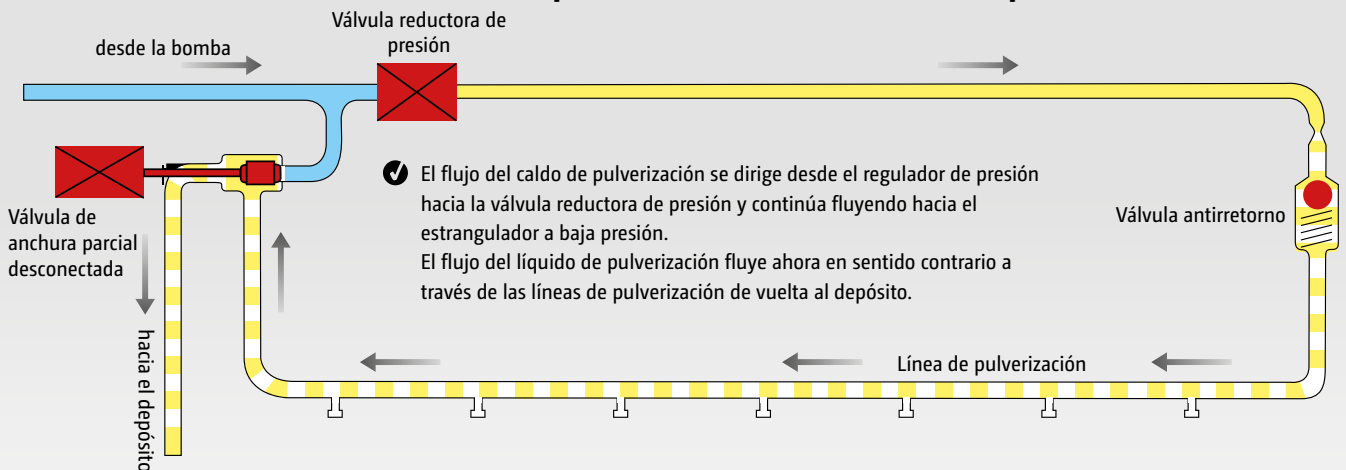 Válvula reductora de
presión
desde la bomba
El flujo del caldo de pulverización se dirige desde el regulador de presión
hacia la válvula reductora de presión y continúa fluyendo hacia el
estrangulador a baja presión.
El flujo del líquido de pulverización fluye ahora en sentido contrario a
través de las líneas de pulverización de vuelta al depósito.
Válvula de
anchura parcial
desconectada
Válvula antirretorno
hacia el depósito
Línea de pulverización